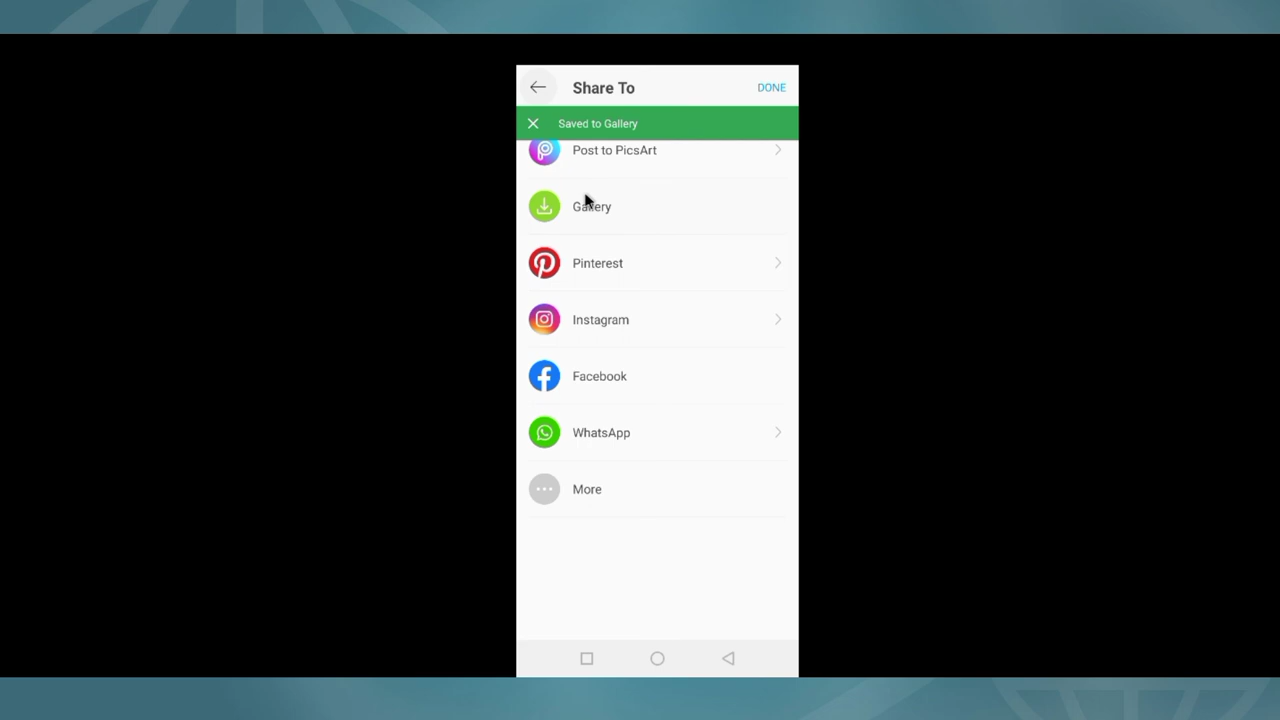 Share To
DONE
Saved to Gallery
Post to PicsArt
Gallery
Pinterest
Instagram
Facebook
WhatsApp
More